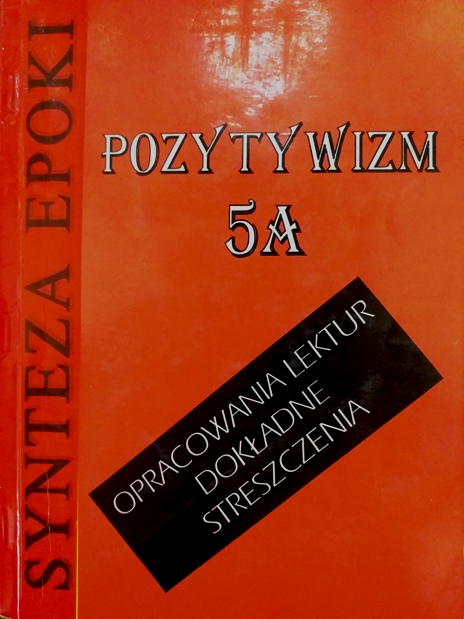 SYNTEZA EPOKI
POZYTYWIZM
5A
OPRACOWANIA LEKTUR
DOKŁADNE
STRESZCZENIA